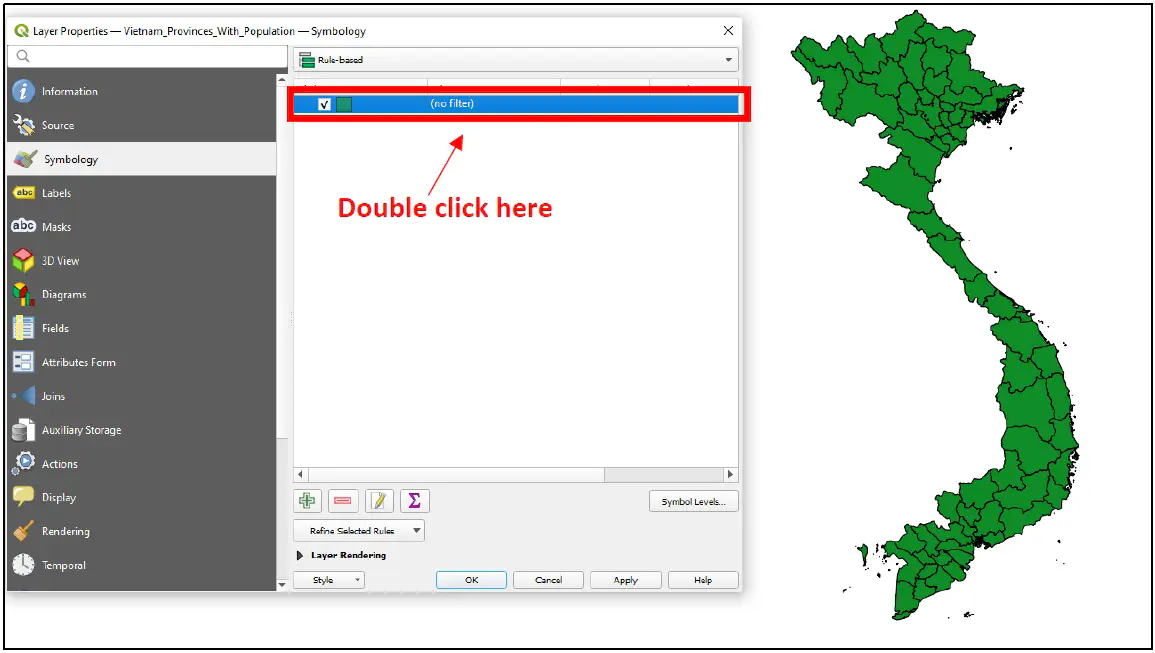 Layer Properties — Vietnam_Provinces_With_Population — Symbology
Rule-based
Information
(no filter)
Source
Symbology
Double click here
abc Labels
abc Masks
3D View
Diagrams
Fields
Attributes Form
Joins
Auxiliary Storage
Actions
Display
Symbol Levels...
Rendering
Refine Selected Rules
Layer Rendering
Temporal
Style
OK
Cancel
Apply
Help